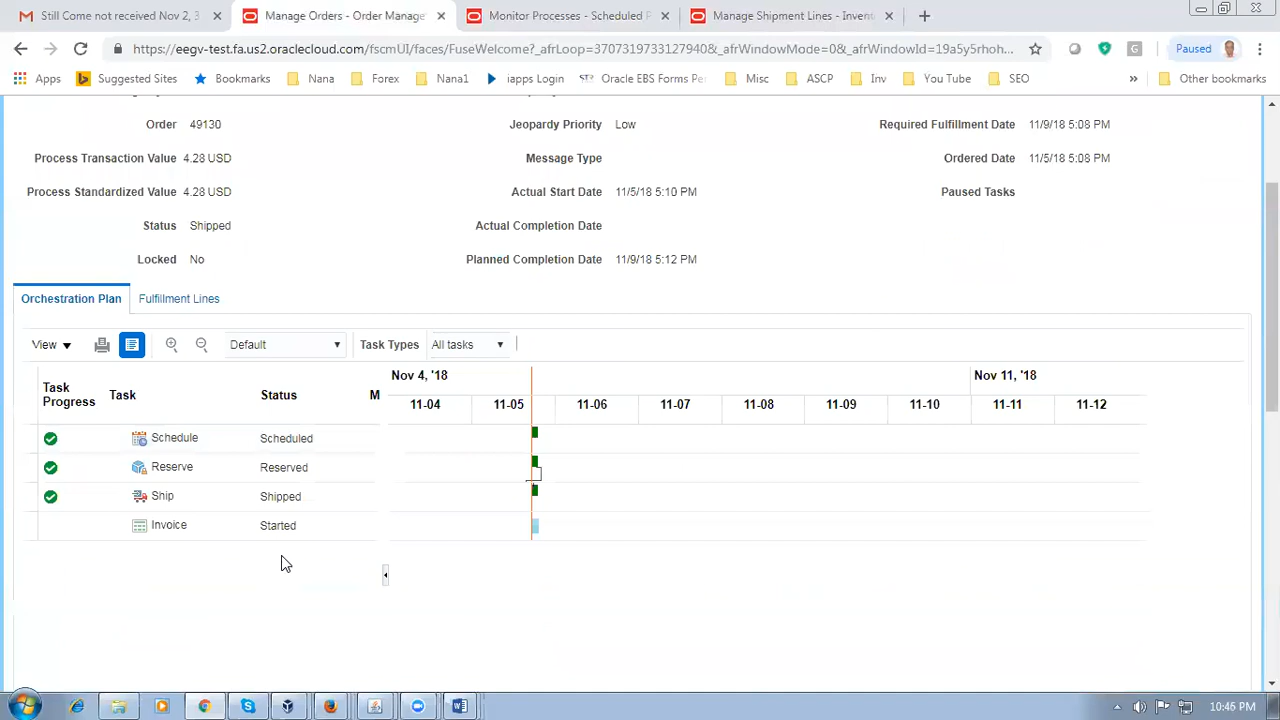 Still Come not received Nov 2, 3
Manage Orders - Order Manage
Monitor Processes - Scheduled P
Manage Shipment Lines - Invent
https://eegv-test.fa.us2.oraclecloud.com/fscmUI/faces/FuseWelcome?_afrLoop=37073197331279408&_afrWindowMode=0&_afrWindowId=19a5y5rhoh...
Paused
Apps
Suggested Sites
Bookmarks
Nana
Forex
Nana1
iapps Login
Oracle EBS Forms Pe
Misc
ASCP
Inv
You Tube
SEO
»
Other bookmarks
Order 49130
Jeopardy Priority Low
Required Fulfillment Date 11/9/18 5:08 PM
Process Transaction Value 4.28 USD
Message Type
Ordered Date 11/5/18 5:08 PM
Process Standardized Value 4.28 USD
Actual Start Date 11/5/18 5:10 PM
Paused Tasks
Status Shipped
Actual Completion Date
Locked No
Planned Completion Date 11/9/18 5:12 PM
Orchestration Plan
Fulfillment Lines
View
Default
Task Types
All tasks
Task Progress
Task
Status
M
Nov 4, '18
Nov 11, '18
11-04 11-05 11-06 11-07 11-08 11-09 11-10 11-11 11-12
Schedule Scheduled
Reserve Reserved
Ship Shipped
Invoice Started
10:46 PM